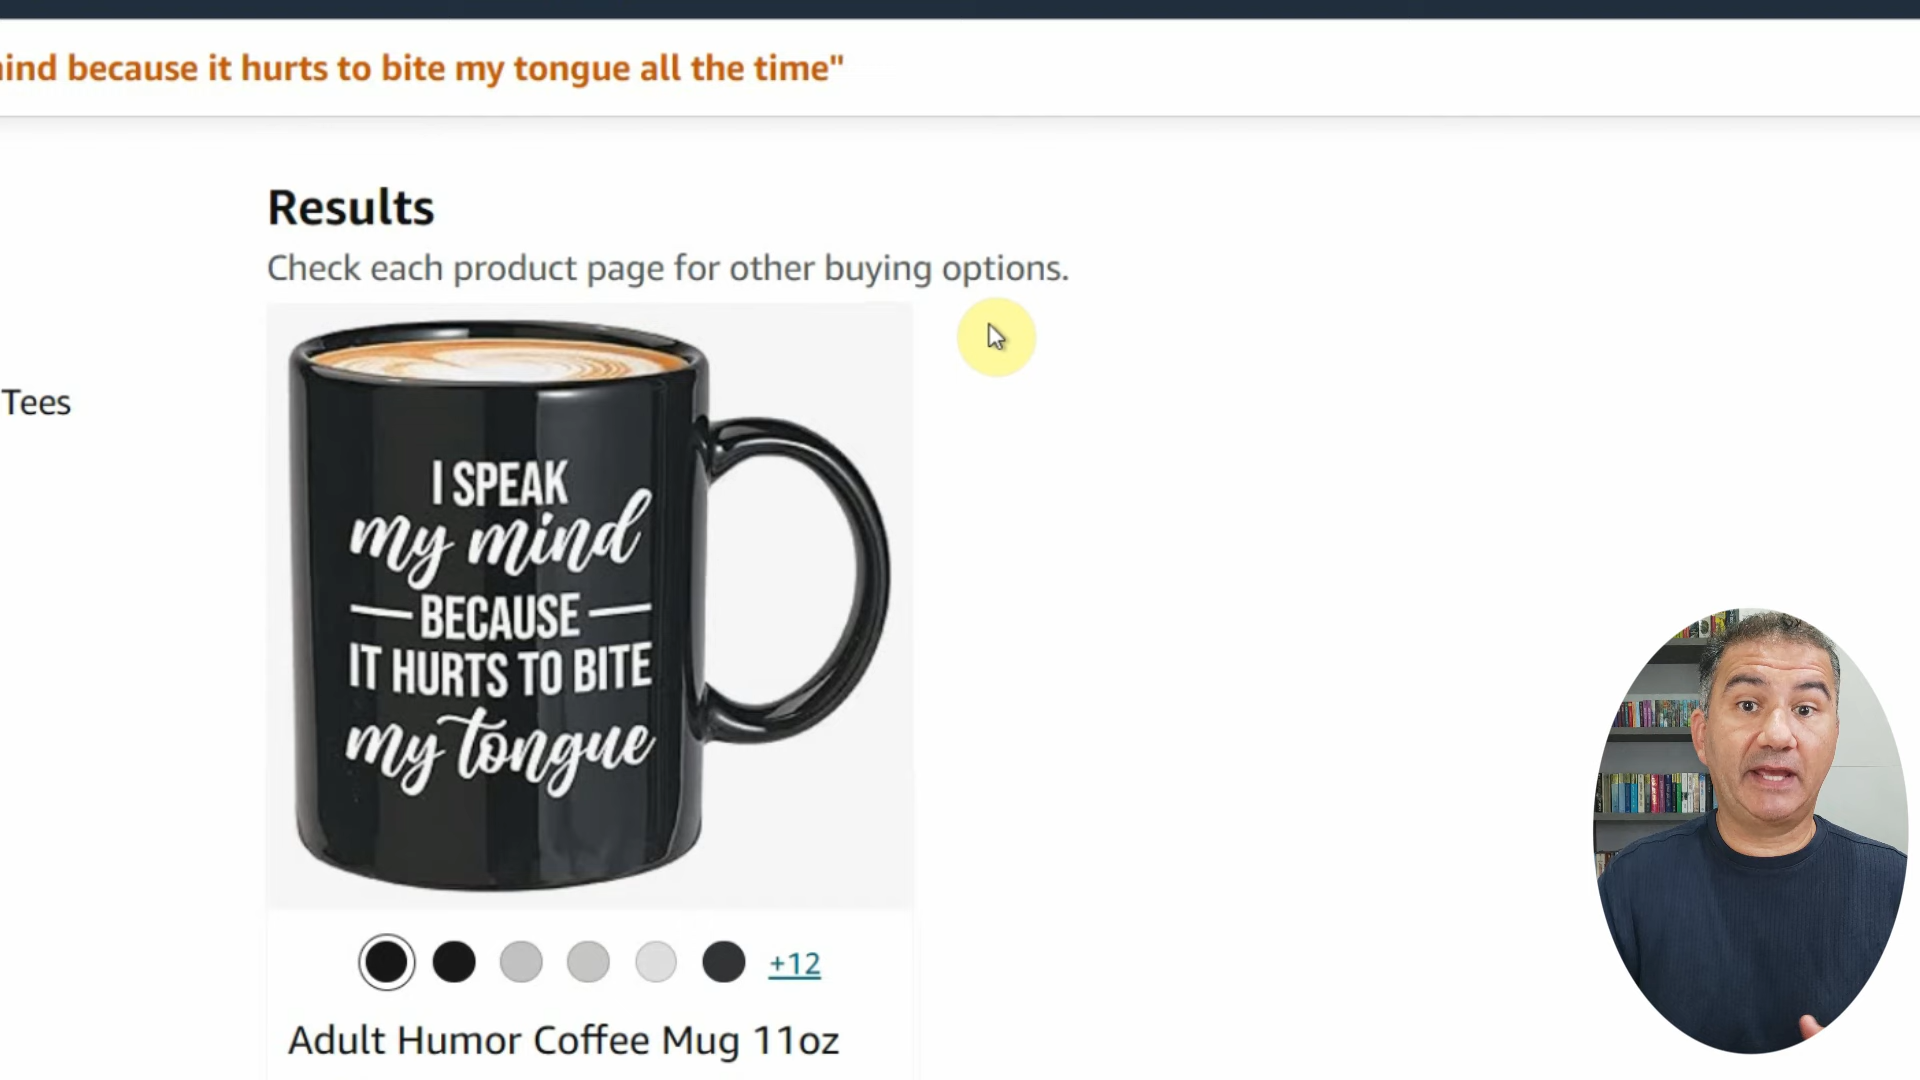 ind because it hurts to bite my tongue all the time"
Results
Check each product page for other buying options.
Tees
I SPEAK
my mind
BECAUSE
IT HURTS TO BITE
my tongue
+12
Adult Humor Coffee Mug 11oz